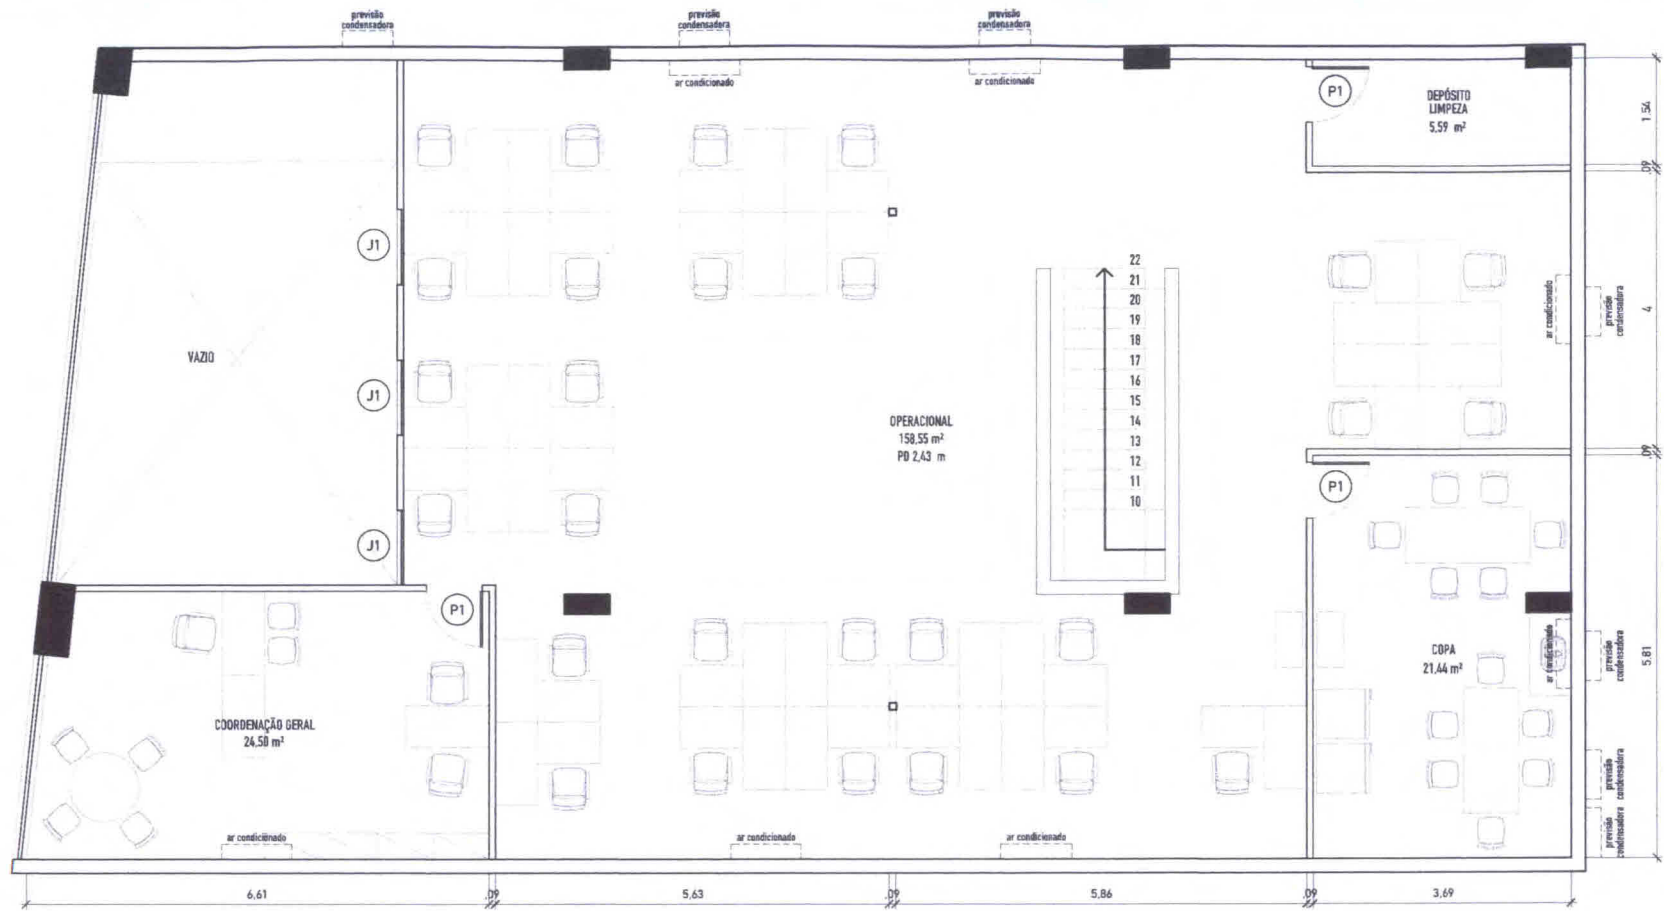 previsão
condensadora
previsão
condensadora
previsão
condensadora
ar condicionado
ar condicionado
P1
DEPÓSITO
LIMPEZA
5,59 m²
1.54
.09
J1
J1
J1
VAZIO
OPERACIONAL
158,55 m²
PD 2,43 m
22
21
20
19
18
17
16
15
14
13
12
11
10
ar condicionado
previsão
condensadora
4
.09
P1
P1
COORDENAÇÃO GERAL
24,50 m²
COPA
21,44 m²
ar condicionado
previsão
condensadora
5.81
previsão
condensadora
previsão
condensadora
ar condicionado
ar condicionado
ar condicionado
6,61
.09
5,63
.09
5,86
.09
3,69